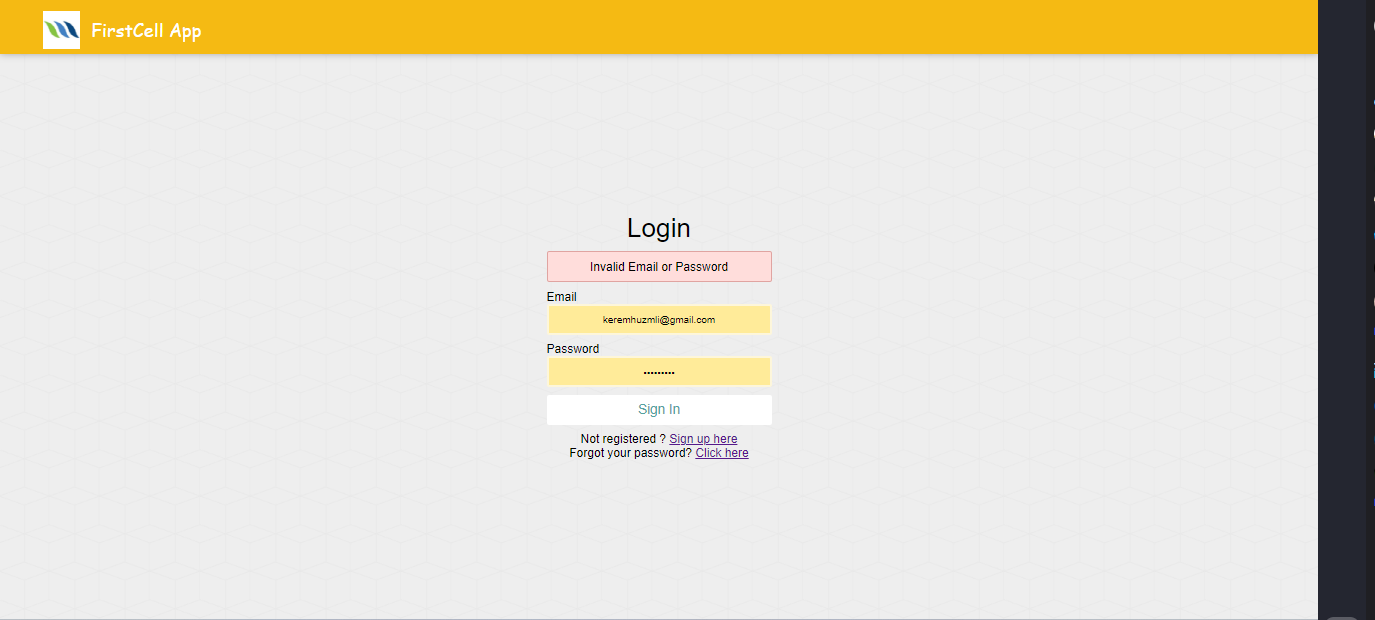 FirstCell App
Login
Invalid Email or Password
Email
keremhuzmli@gmail.com
Password
•••••••••
Sign In
Not registered ? Sign up here
Forgot your password? Click here